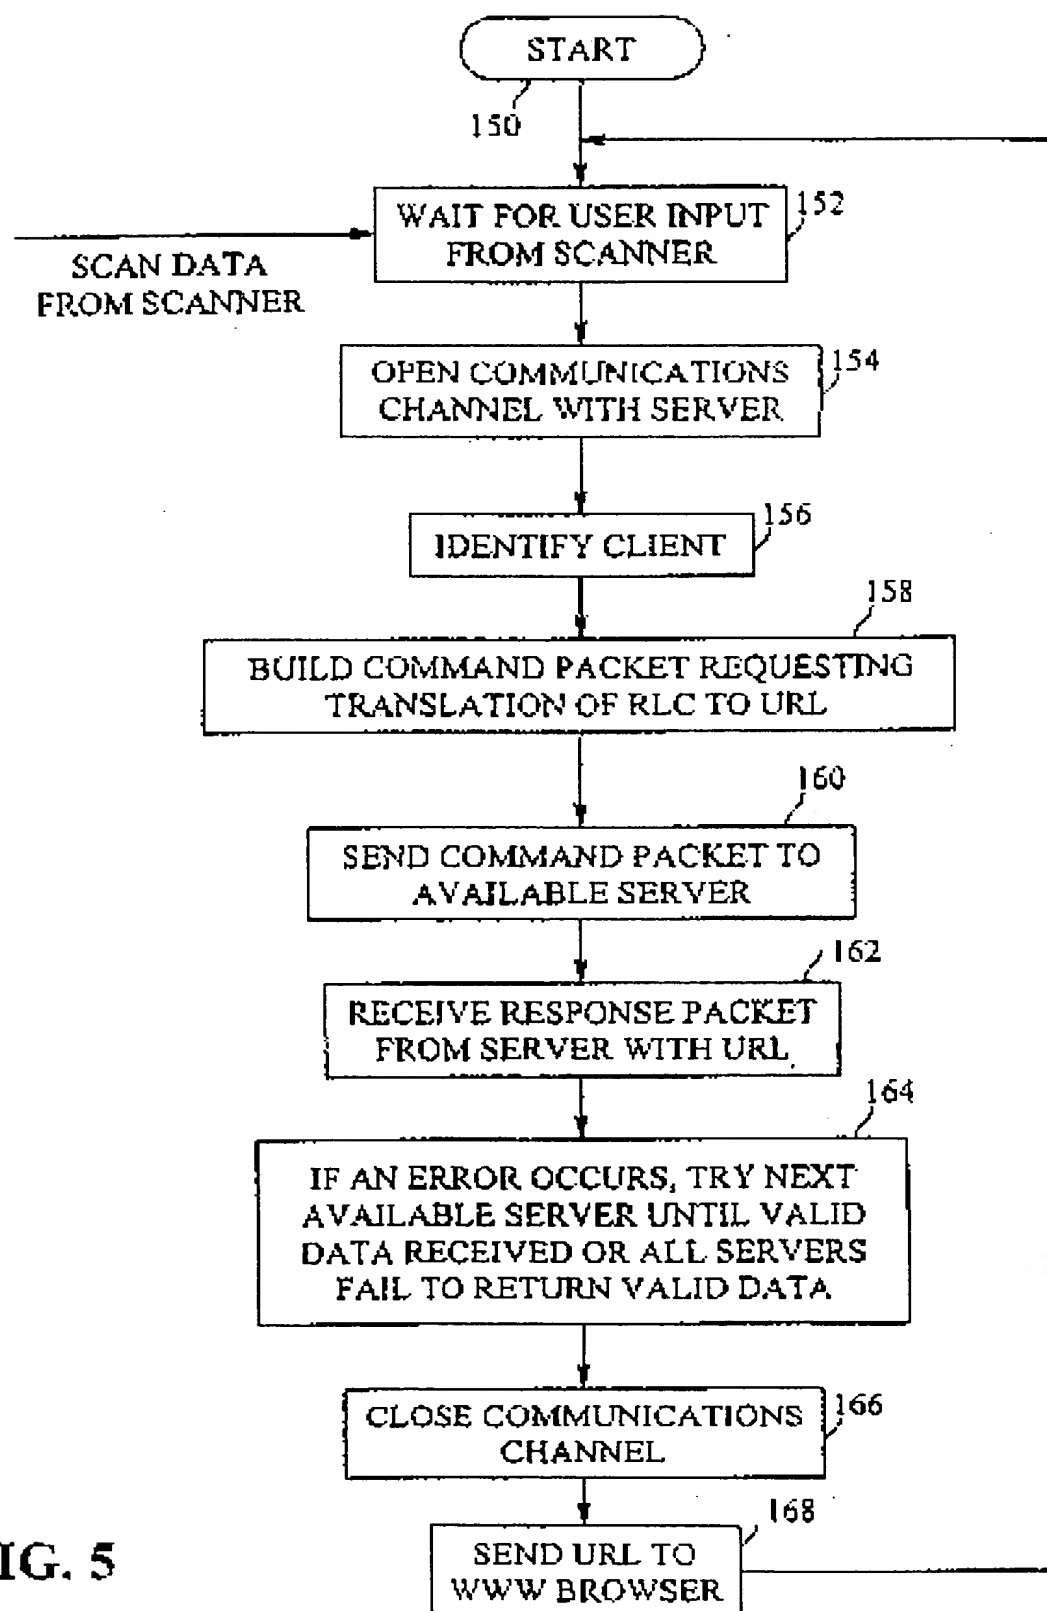 START
150
WAIT FOR USER INPUT
FROM SCANNER
152
SCAN DATA
FROM SCANNER
OPEN COMMUNICATIONS
CHANNEL WITH SERVER
154
IDENTIFY CLIENT
156
158
BUILD COMMAND PACKET REQUESTING
TRANSLATION OF RLC TO URL
160
SEND COMMAND PACKET TO
AVAILABLE SERVER
162
RECEIVE RESPONSE PACKET
FROM SERVER WITH URL
164
IF AN ERROR OCCURS, TRY NEXT
AVAILABLE SERVER UNTIL VALID
DATA RECEIVED OR ALL SERVERS
FAIL TO RETURN VALID DATA
CLOSE COMMUNICATIONS
CHANNEL
166
168
SEND URL TO
WWW BROWSER
IG. 5